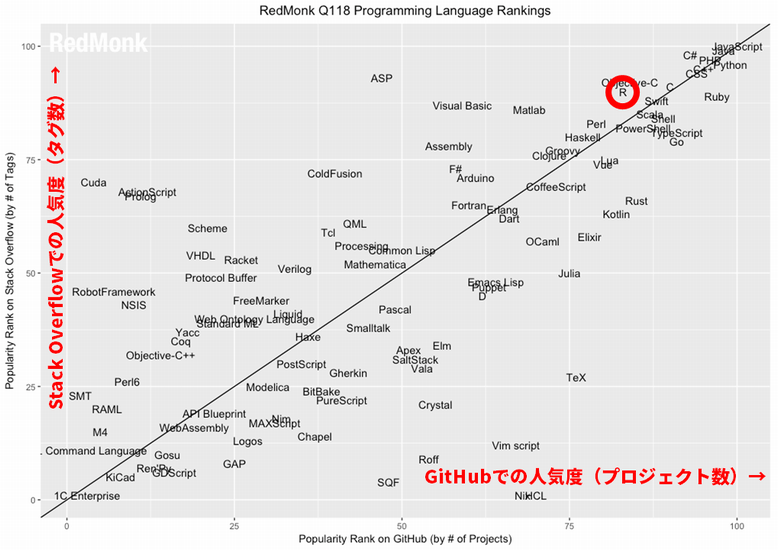 RedMonk Q118 Programming Language Rankings
RedMonk
100
75
50
25
0
0
25
50
75
100
Popularity Rank on Stack Overflow (by # of Tags)
Stack Overflowでの人気度（タグ数）→
Popularity Rank on GitHub (by # of Projects)
GitHubでの人気度（プロジェクト数）→
JavaScript
Java
C#
PHP
Python
C++
CSS
Objective-C
C
R
Ruby
Swift
ASP
Visual Basic
Matlab
Scala
Shell
Perl
PowerShell
TypeScript
Haskell
Go
Assembly
Groovy
Clojure
Lua
Vue
F#
ColdFusion
Arduino
Cuda
CoffeeScript
ActionScript
Prolog
Rust
Fortran
Erlang
Kotlin
Dart
QML
Scheme
Tcl
Elixir
OCaml
Processing
Common Lisp
VHDL
Racket
Mathematica
Verilog
Julia
Protocol Buffer
Emacs Lisp
Puppet
RobotFramework
D
FreeMarker
NSIS
Pascal
Liquid
Web Ontology Language
Standard ML
Smalltalk
Yacc
Haxe
Coq
Elm
Apex
Objective-C++
SaltStack
PostScript
Vala
Gherkin
TeX
Perl6
Modelica
BitBake
SMT
PureScript
Crystal
RAML
API Blueprint
Nim
MAXScript
WebAssembly
M4
Chapel
Logos
Vim script
Command Language
Gosu
Roff
GAP
Ren'Py
GDScript
KiCad
SQF
1C Enterprise